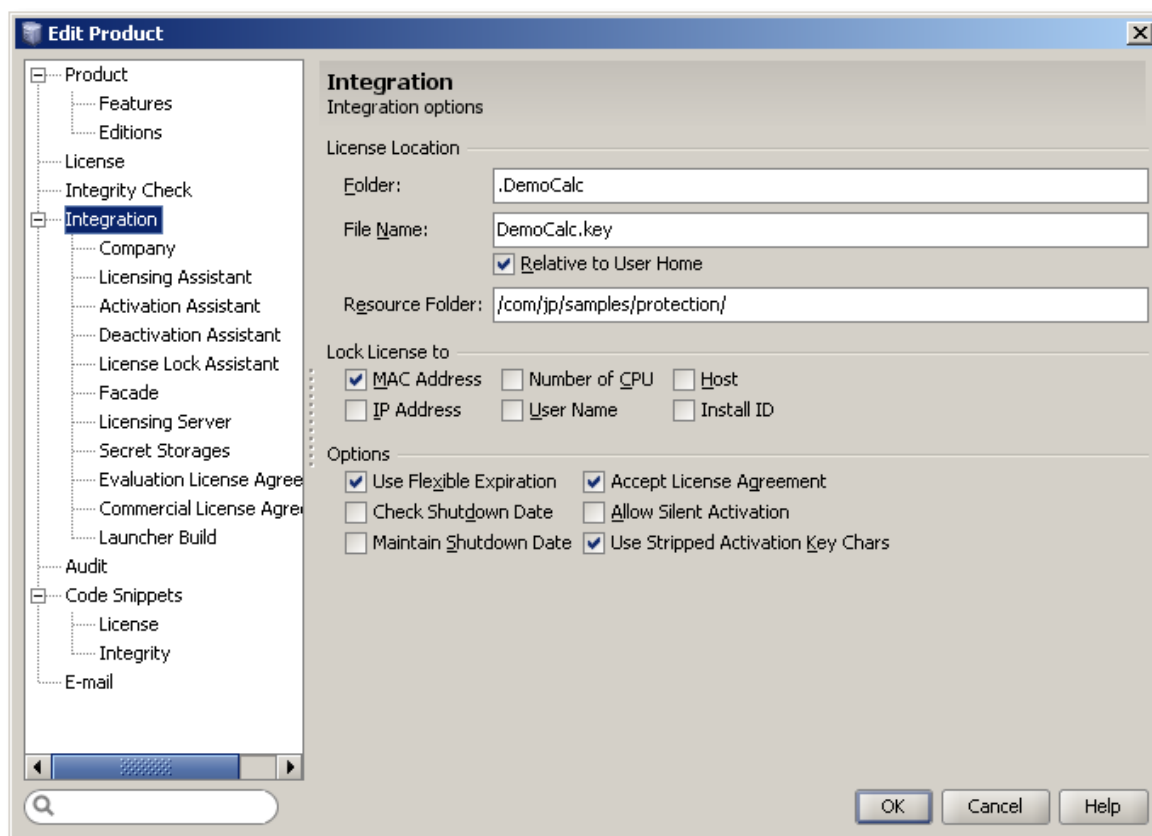 Edit Product
Product
Features
Editions
License
Integrity Check
Integration
Company
Licensing Assistant
Activation Assistant
Deactivation Assistant
License Lock Assistant
Facade
Licensing Server
Secret Storages
Evaluation License Agree
Commercial License Agre
Launcher Build
Audit
Code Snippets
License
Integrity
E-mail
Integration
Integration options
License Location
Folder: .DemoCalc
File Name: DemoCalc.key
Relative to User Home
Resource Folder: /com/jp/samples/protection/
Lock License to
MAC Address Number of CPU Host
IP Address User Name Install ID
Options
Use Flexible Expiration Accept License Agreement
Check Shutdown Date Allow Silent Activation
Maintain Shutdown Date Use Stripped Activation Key Chars
OK Cancel Help